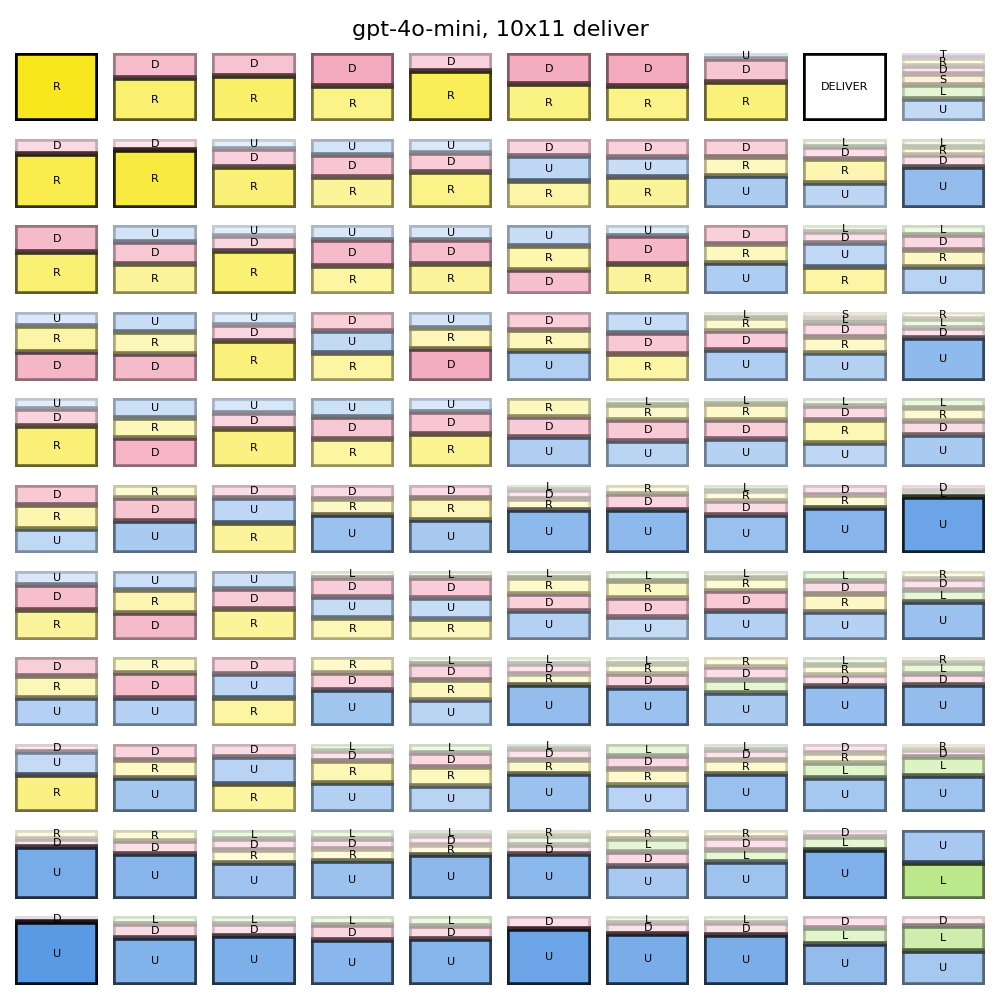 gpt-4o-mini, 10x11 deliver
R
D R
D R
D R
D R
D R
D R
U D R
DELIVER
T R D S L U
D R
D R
U D R
U D R
U D R
D U R
D U R
D R U
L D R U
L R D U
D R
U D R
U D R
U D R
U D R
U R D
U D R
D R U
L D U R
L D R U
U R D
U R D
U D R
D U R
U R D
D R U
U D R
L R D U
S L D R U
R L D U
U D R
U R D
U D R
U D R
U D R
R D U
L R D U
L R D U
L D R U
L R D U
D R U
R D U
D U R
D R U
D R U
L D R U
R D U
L R D U
D R U
D L U
U D R
U R D
U D R
L D U R
L D U R
L R D U
L R D U
L R D U
L D R U
R D L U
D R U
R D U
D U R
R D U
L D R U
L D R U
L R D U
R D L U
L R D U
R L D U
D U R
D R U
D U R
L D R U
L D R U
L D R U
L D R U
L D R U
D R L U
R D L U
R D U
R D U
L D R U
L D R U
L D R U
R L D U
R L D U
R D L U
D L U
U L
D U
L D U
L D U
L D U
L D U
D U
L D U
L D U
D L U
D L U